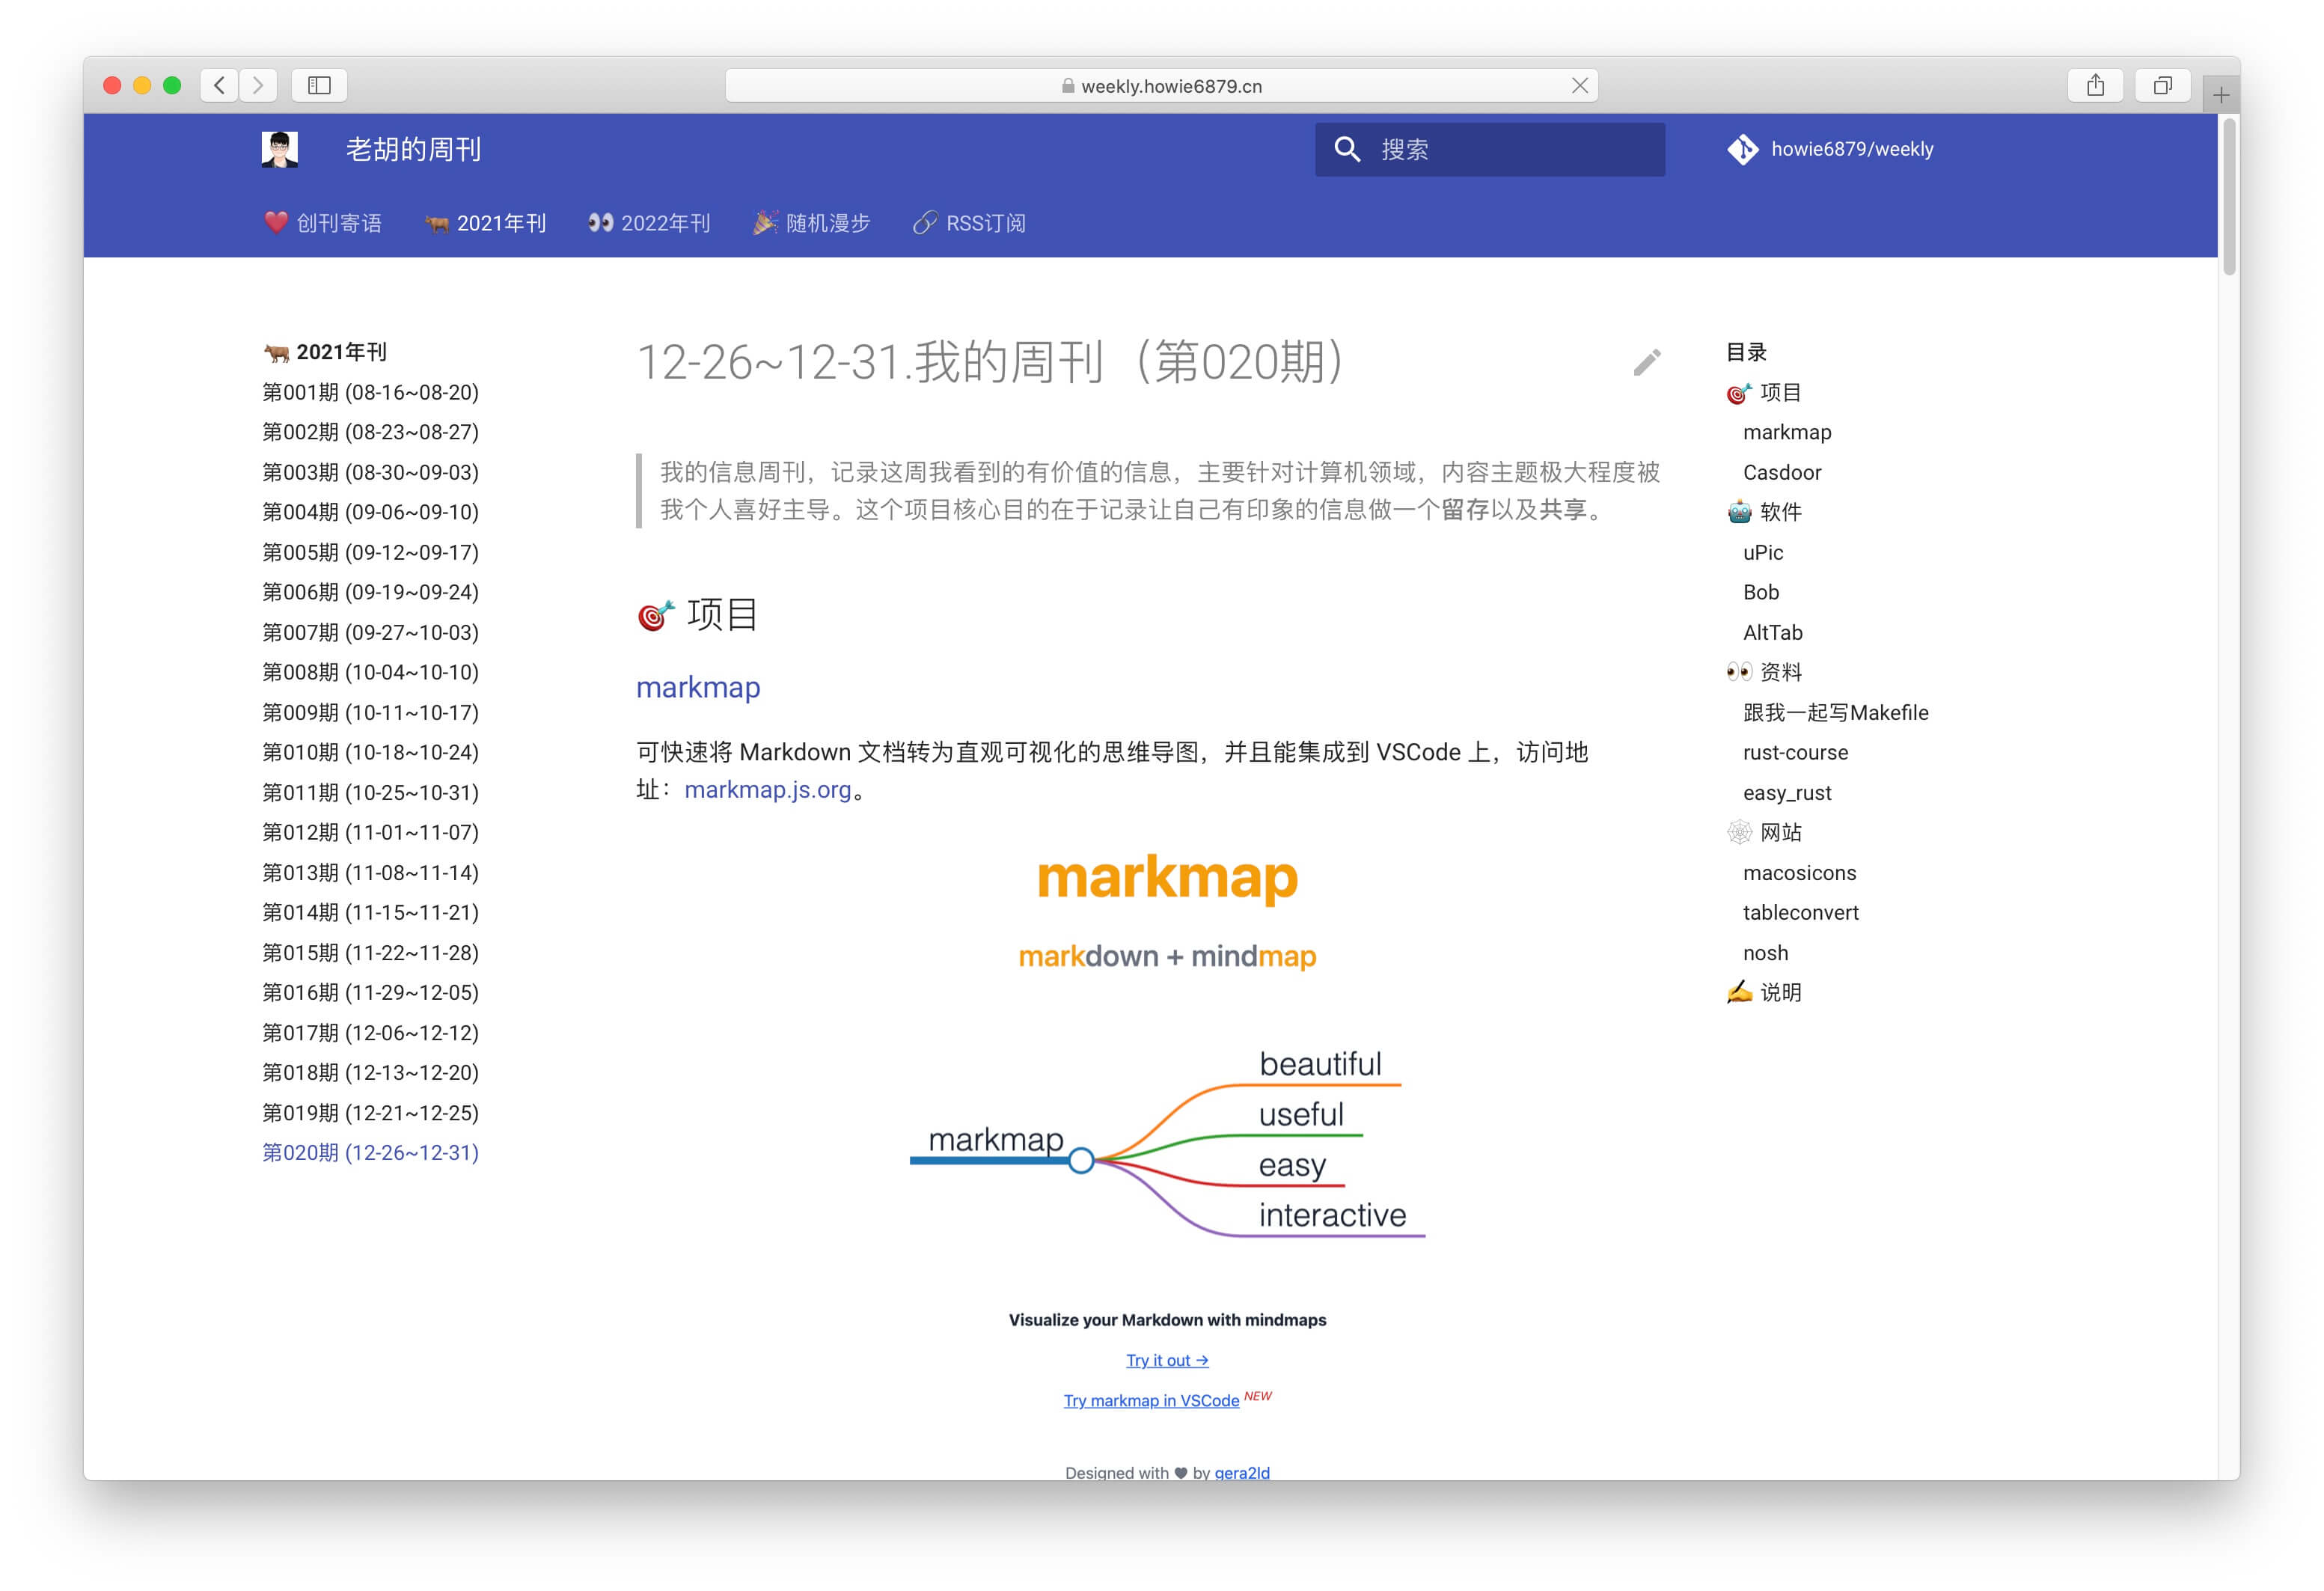 weekly.howie6879.cn
老胡的周刊
搜索
howie6879/weekly
创刊寄语
2021年刊
2022年刊
随机漫步
RSS订阅
2021年刊
第001期 (08-16~08-20)
第002期 (08-23~08-27)
第003期 (08-30~09-03)
第004期 (09-06~09-10)
第005期 (09-12~09-17)
第006期 (09-19~09-24)
第007期 (09-27~10-03)
第008期 (10-04~10-10)
第009期 (10-11~10-17)
第010期 (10-18~10-24)
第011期 (10-25~10-31)
第012期 (11-01~11-07)
第013期 (11-08~11-14)
第014期 (11-15~11-21)
第015期 (11-22~11-28)
第016期 (11-29~12-05)
第017期 (12-06~12-12)
第018期 (12-13~12-20)
第019期 (12-21~12-25)
第020期 (12-26~12-31)
12-26~12-31.我的周刊（第020期）
我的信息周刊，记录这周我看到的有价值的信息，主要针对计算机领域，内容主题极大程度被
我个人喜好主导。这个项目核心目的在于记录让自己有印象的信息做一个留存以及共享。
项目
markmap
可快速将 Markdown 文档转为直观可视化的思维导图，并且能集成到 VSCode 上，访问地
址：markmap.js.org。
markmap
markdown + mindmap
markmap
beautiful
useful
easy
interactive
Visualize your Markdown with mindmaps
Try it out →
Try markmap in VSCode NEW
Designed with ♥ by gera2ld
目录
项目
markmap
Casdoor
软件
uPic
Bob
AltTab
资料
跟我一起写Makefile
rust-course
easy_rust
网站
macosicons
tableconvert
nosh
说明